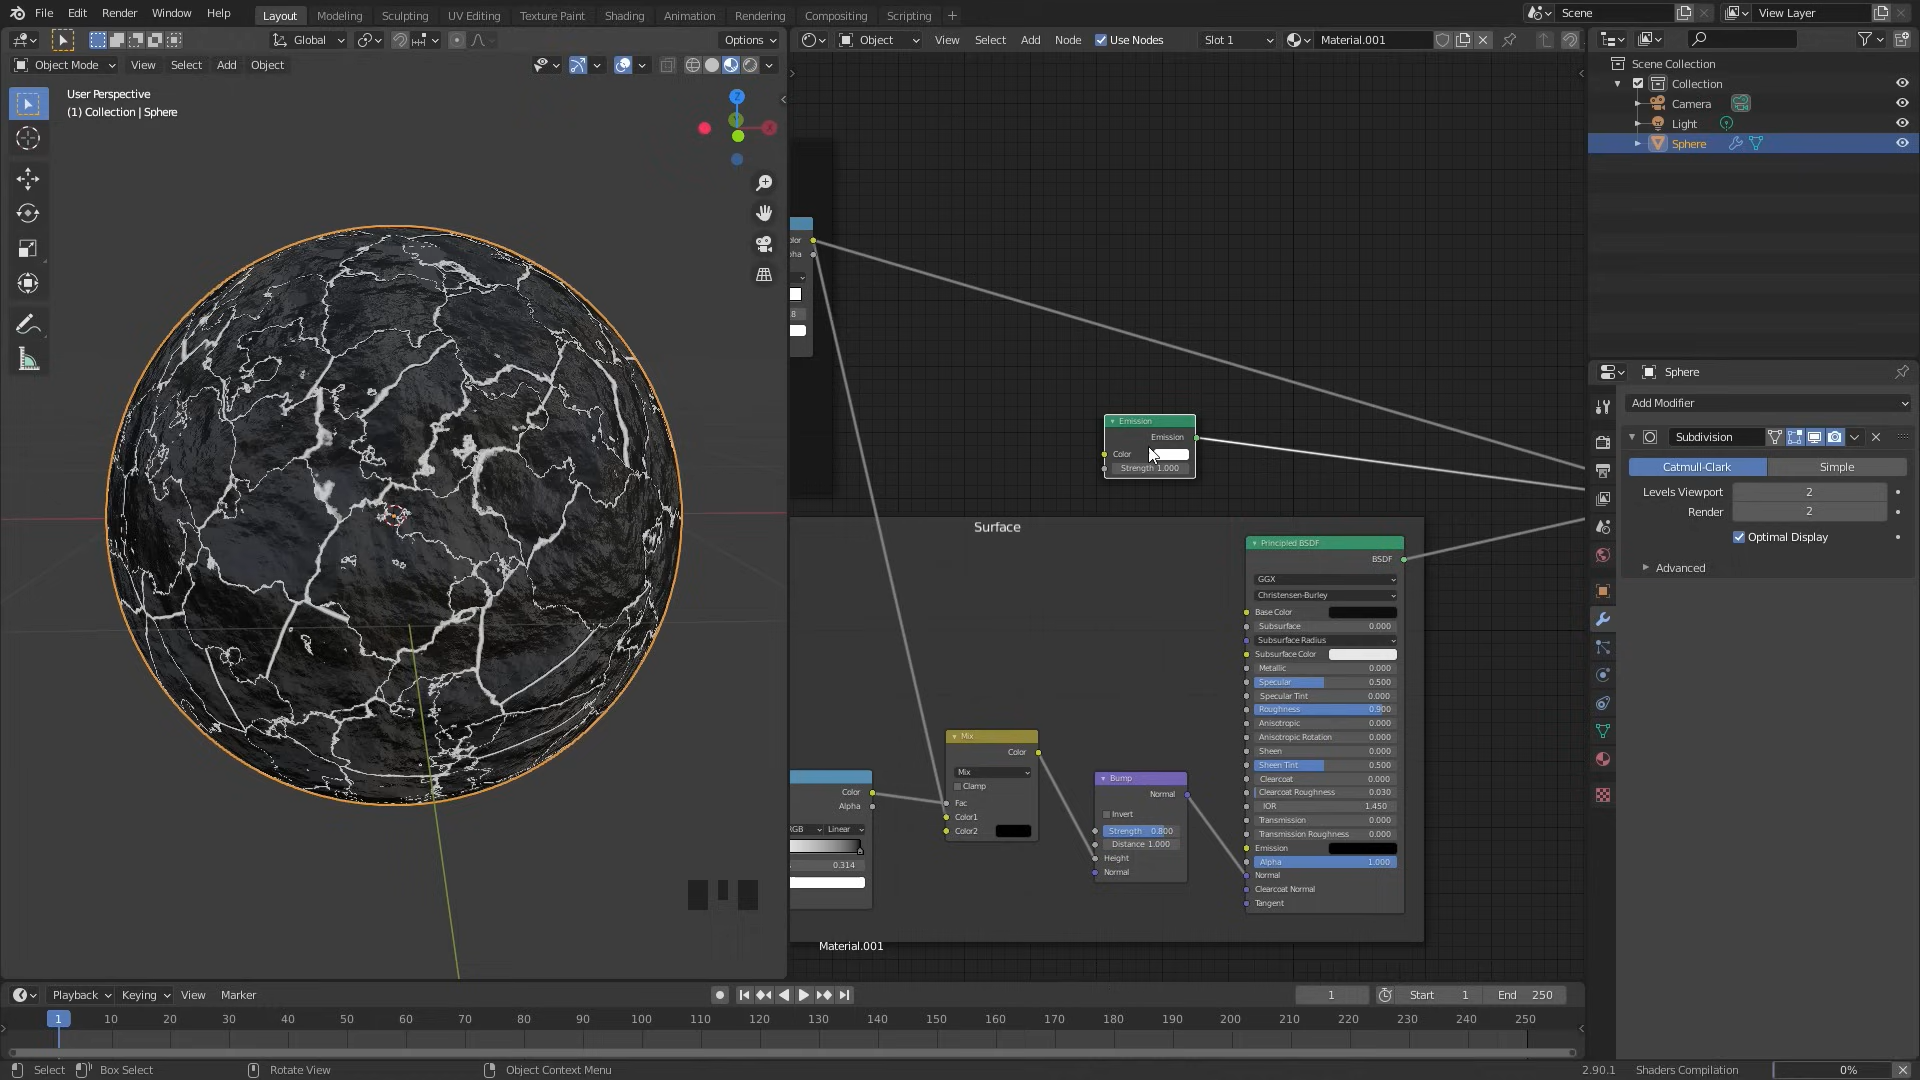 File Edit Render Window Help
Layout Modeling Sculpting UV Editing Texture Paint Shading Animation Rendering Compositing Scripting +
Scene
View Layer
Global
Options
Object Mode View Select Add Object
User Perspective
(1) Collection | Sphere
Z
Object View Select Add Node Use Nodes Slot 1 Material.001
Emission
Emission
Color
Strength 1.000
Surface
Mix
Color
Mix
Clamp
Fac
Color1
Color2
Color
Alpha
Linear
0.314
Bump
Normal
Invert
Strength 0.800
Distance 1.000
Height
Normal
Principled BSDF
BSDF
GGX
Christensen-Burley
Base Color
Subsurface 0.000
Subsurface Radius
Subsurface Color
Metallic 0.000
Specular 0.500
Specular Tint 0.000
Roughness 0.900
Anisotropic 0.000
Anisotropic Rotation 0.000
Sheen 0.000
Sheen Tint 0.500
Clearcoat 0.000
Clearcoat Roughness 0.030
IOR 1.450
Transmission 0.000
Transmission Roughness 0.000
Emission
Alpha 1.000
Normal
Clearcoat Normal
Tangent
Material.001
Scene Collection
Collection
Camera
Light
Sphere
Sphere
Add Modifier
Subdivision
Catmull-Clark Simple
Levels Viewport 2
Render 2
Optimal Display
Advanced
Playback Keying View Marker
1 Start 1 End 250
1 10 20 30 40 50 60 70 80 90 100 110 120 130 140 150 160 170 180 190 200 210 220 230 240 250
Select Box Select Rotate View Object Context Menu
2.90.1 Shaders Compilation 0%